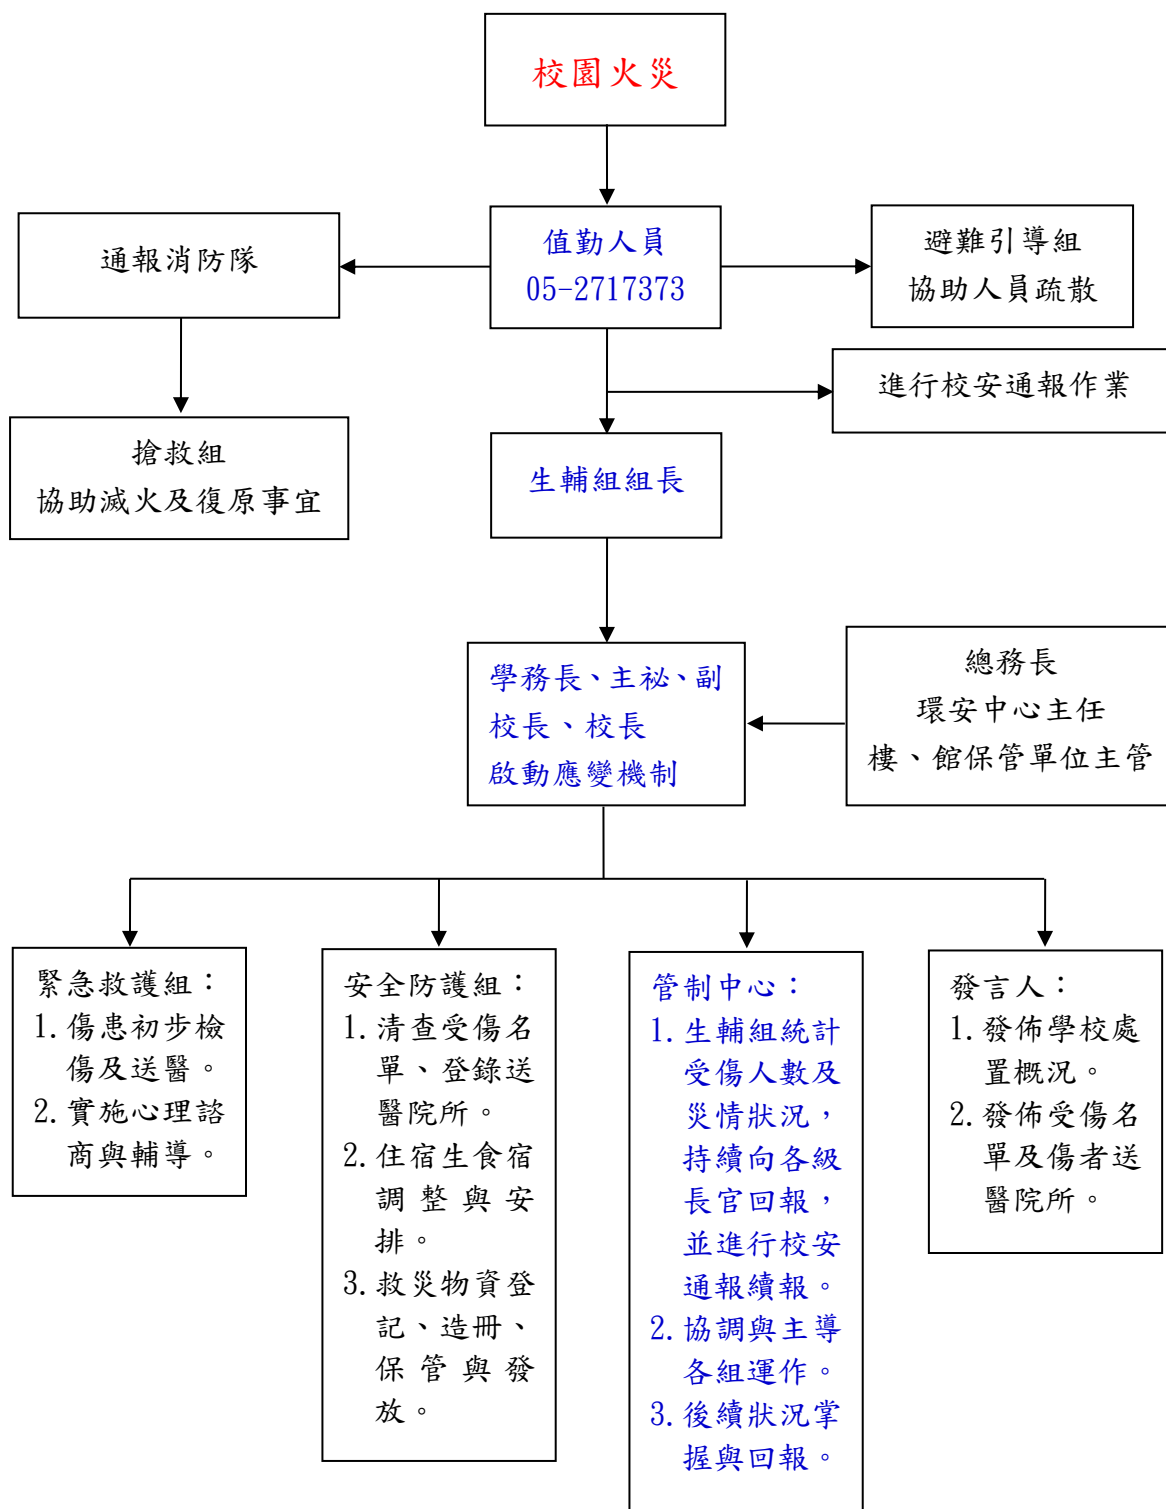 校園火災
通報消防隊
值勤人員
05-2717373
避難引導組
協助人員疏散
進行校安通報作業
搶救組
協助滅火及復原事宜
生輔組組長
學務長、主祕、副
校長、校長
啟動應變機制
總務長
環安中心主任
樓、館保管單位主管
緊急救護組：
1.傷患初步檢
傷及送醫。
2.實施心理諮
商與輔導。
安全防護組：
1.清查受傷名
單、登錄送
醫院所。
2.住宿生食宿
調整與安
排。
3.救災物資登
記、造冊、
保管與發
放。
管制中心：
1.生輔組統計
受傷人數及
災情狀況，
持續向各級
長官回報，
並進行校安
通報續報。
2.協調與主導
各組運作。
3.後續狀況掌
握與回報。
發言人：
1.發佈學校處
置概況。
2.發佈受傷名
單及傷者送
醫院所。